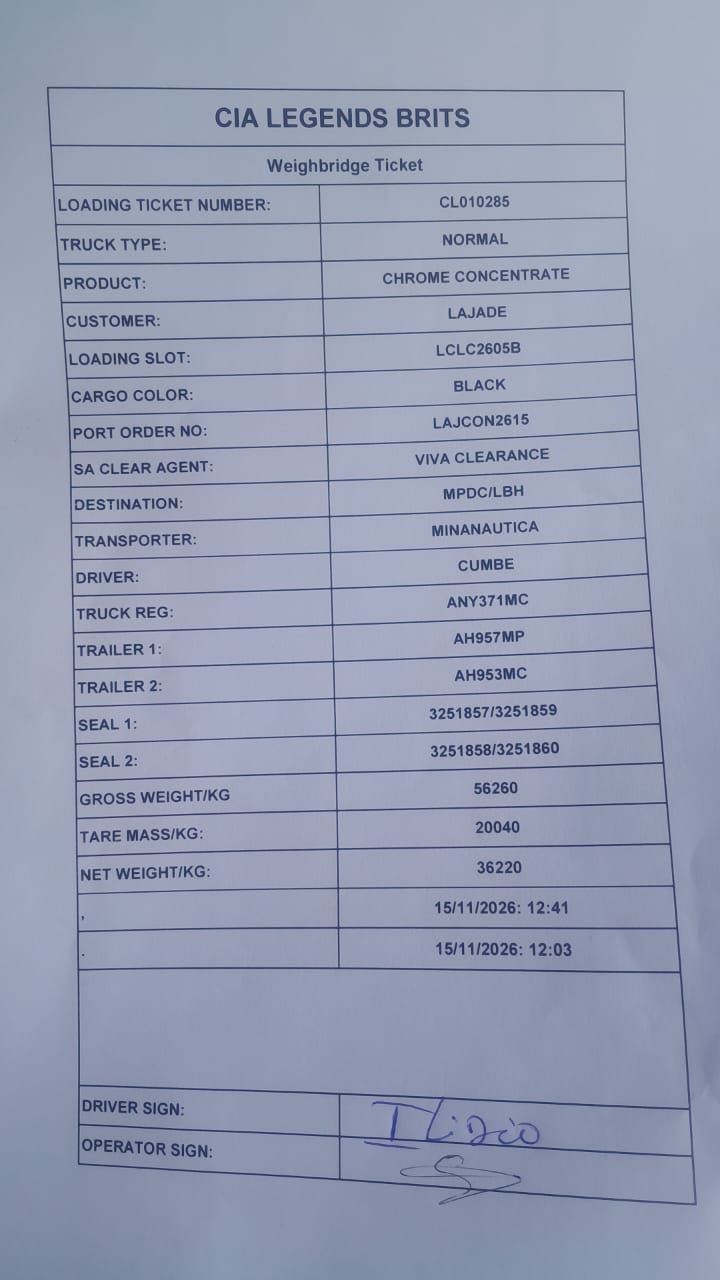 CIA LEGENDS BRITS
Weighbridge Ticket
LOADING TICKET NUMBER: CL010285
TRUCK TYPE: NORMAL
PRODUCT: CHROME CONCENTRATE
CUSTOMER: LAJADE
LOADING SLOT: LCLC2605B
CARGO COLOR: BLACK
PORT ORDER NO: LAJCON2615
SA CLEAR AGENT: VIVA CLEARANCE
DESTINATION: MPDC/LBH
TRANSPORTER: MINANAUTICA
DRIVER: CUMBE
TRUCK REG: ANY371MC
TRAILER 1: AH957MP
TRAILER 2: AH953MC
SEAL 1: 3251857/3251859
SEAL 2: 3251858/3251860
GROSS WEIGHT/KG 56260
TARE MASS/KG: 20040
NET WEIGHT/KG: 36220
, 15/11/2026: 12:41
. 15/11/2026: 12:03
DRIVER SIGN:
OPERATOR SIGN: